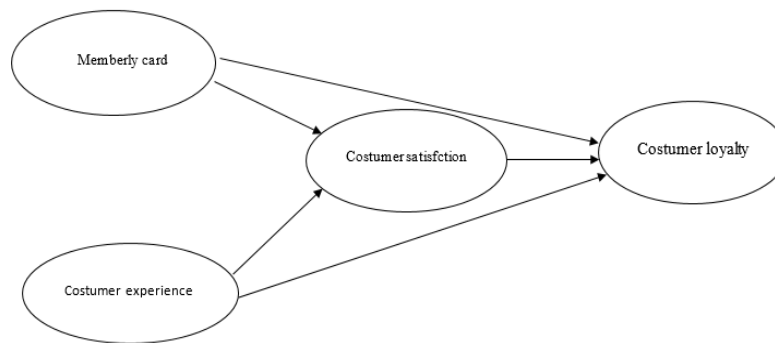 Memberly card
Costumer satisfction
Costumer loyalty
Costumer experience